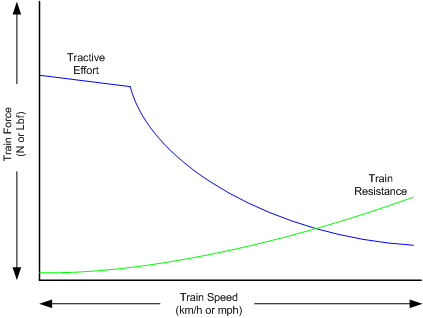 Tractive
Effort
Train Force
(N or Lbf)
Train
Resistance
Train Speed
(km/h or mph)